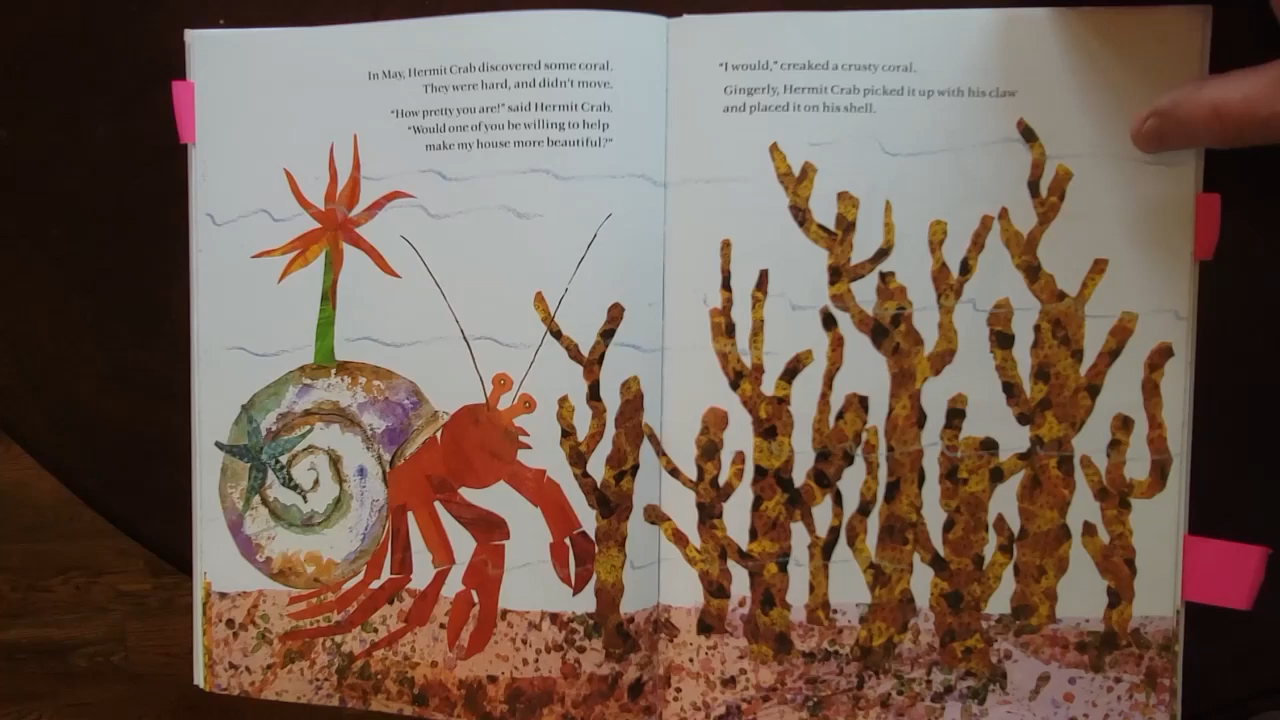 In May, Hermit Crab discovered some coral.
They were hard, and didn't move.
"How pretty you are!" said Hermit Crab.
"Would one of you be willing to help
make my house more beautiful?"
"I would," creaked a crusty coral.
Gingerly, Hermit Crab picked it up with his claw
and placed it on his shell.